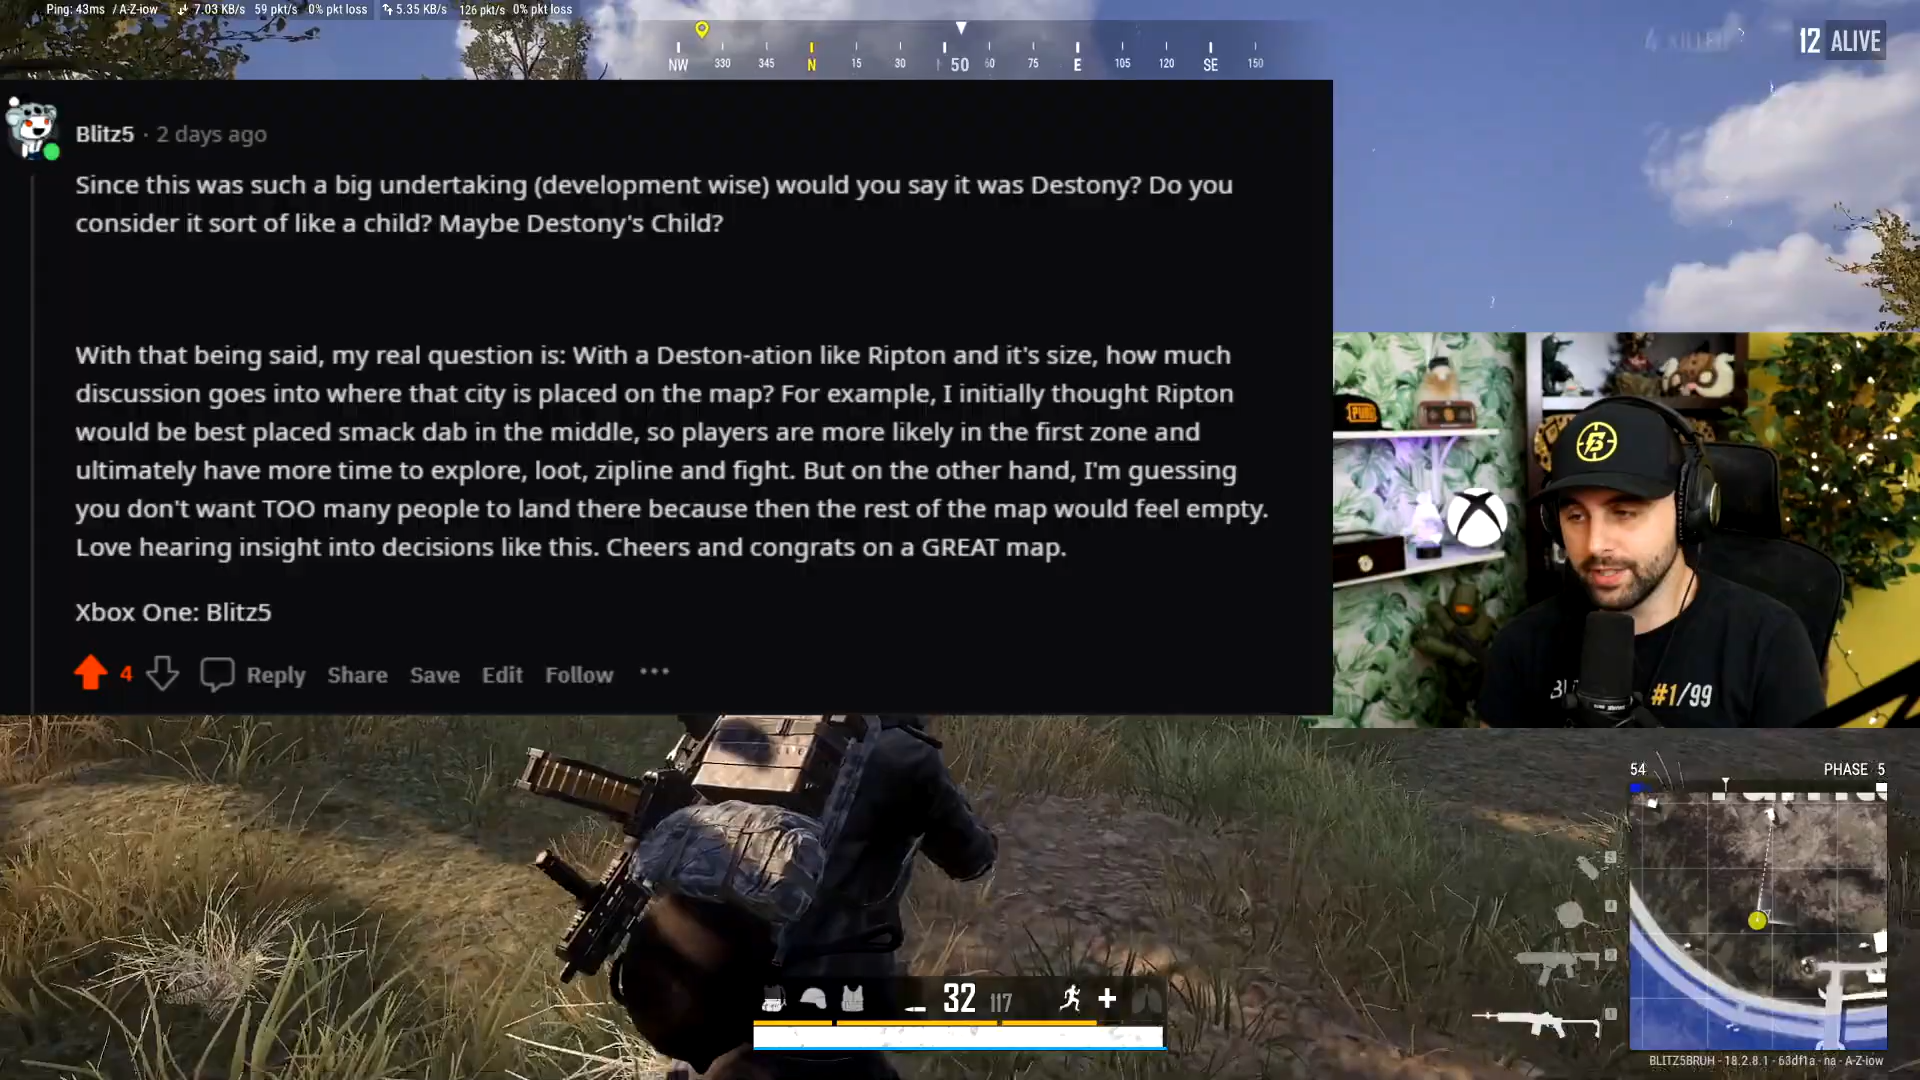 Ping: 43ms / A-Z-iow 7.03 KB/s 59 pkt/s 0% pkt loss 5.35 KB/s 126 pkt/s 0% pkt loss
NW 330 345 N 15 30 50 60 75 E 105 120 SE 150
4 KILLED
12 ALIVE
Blitz5 · 2 days ago
Since this was such a big undertaking (development wise) would you say it was Destony? Do you
consider it sort of like a child? Maybe Destony's Child?
With that being said, my real question is: With a Deston-ation like Ripton and it's size, how much
discussion goes into where that city is placed on the map? For example, I initially thought Ripton
would be best placed smack dab in the middle, so players are more likely in the first zone and
ultimately have more time to explore, loot, zipline and fight. But on the other hand, I'm guessing
you don't want TOO many people to land there because then the rest of the map would feel empty.
Love hearing insight into decisions like this. Cheers and congrats on a GREAT map.
Xbox One: Blitz5
4 Reply Share Save Edit Follow ...
PUBG
#1/99
54 PHASE 5
5
4
2
1
32 117
BLITZ5BRUH - 18.2.8.1 - 63df1a - na - A-Z-iow